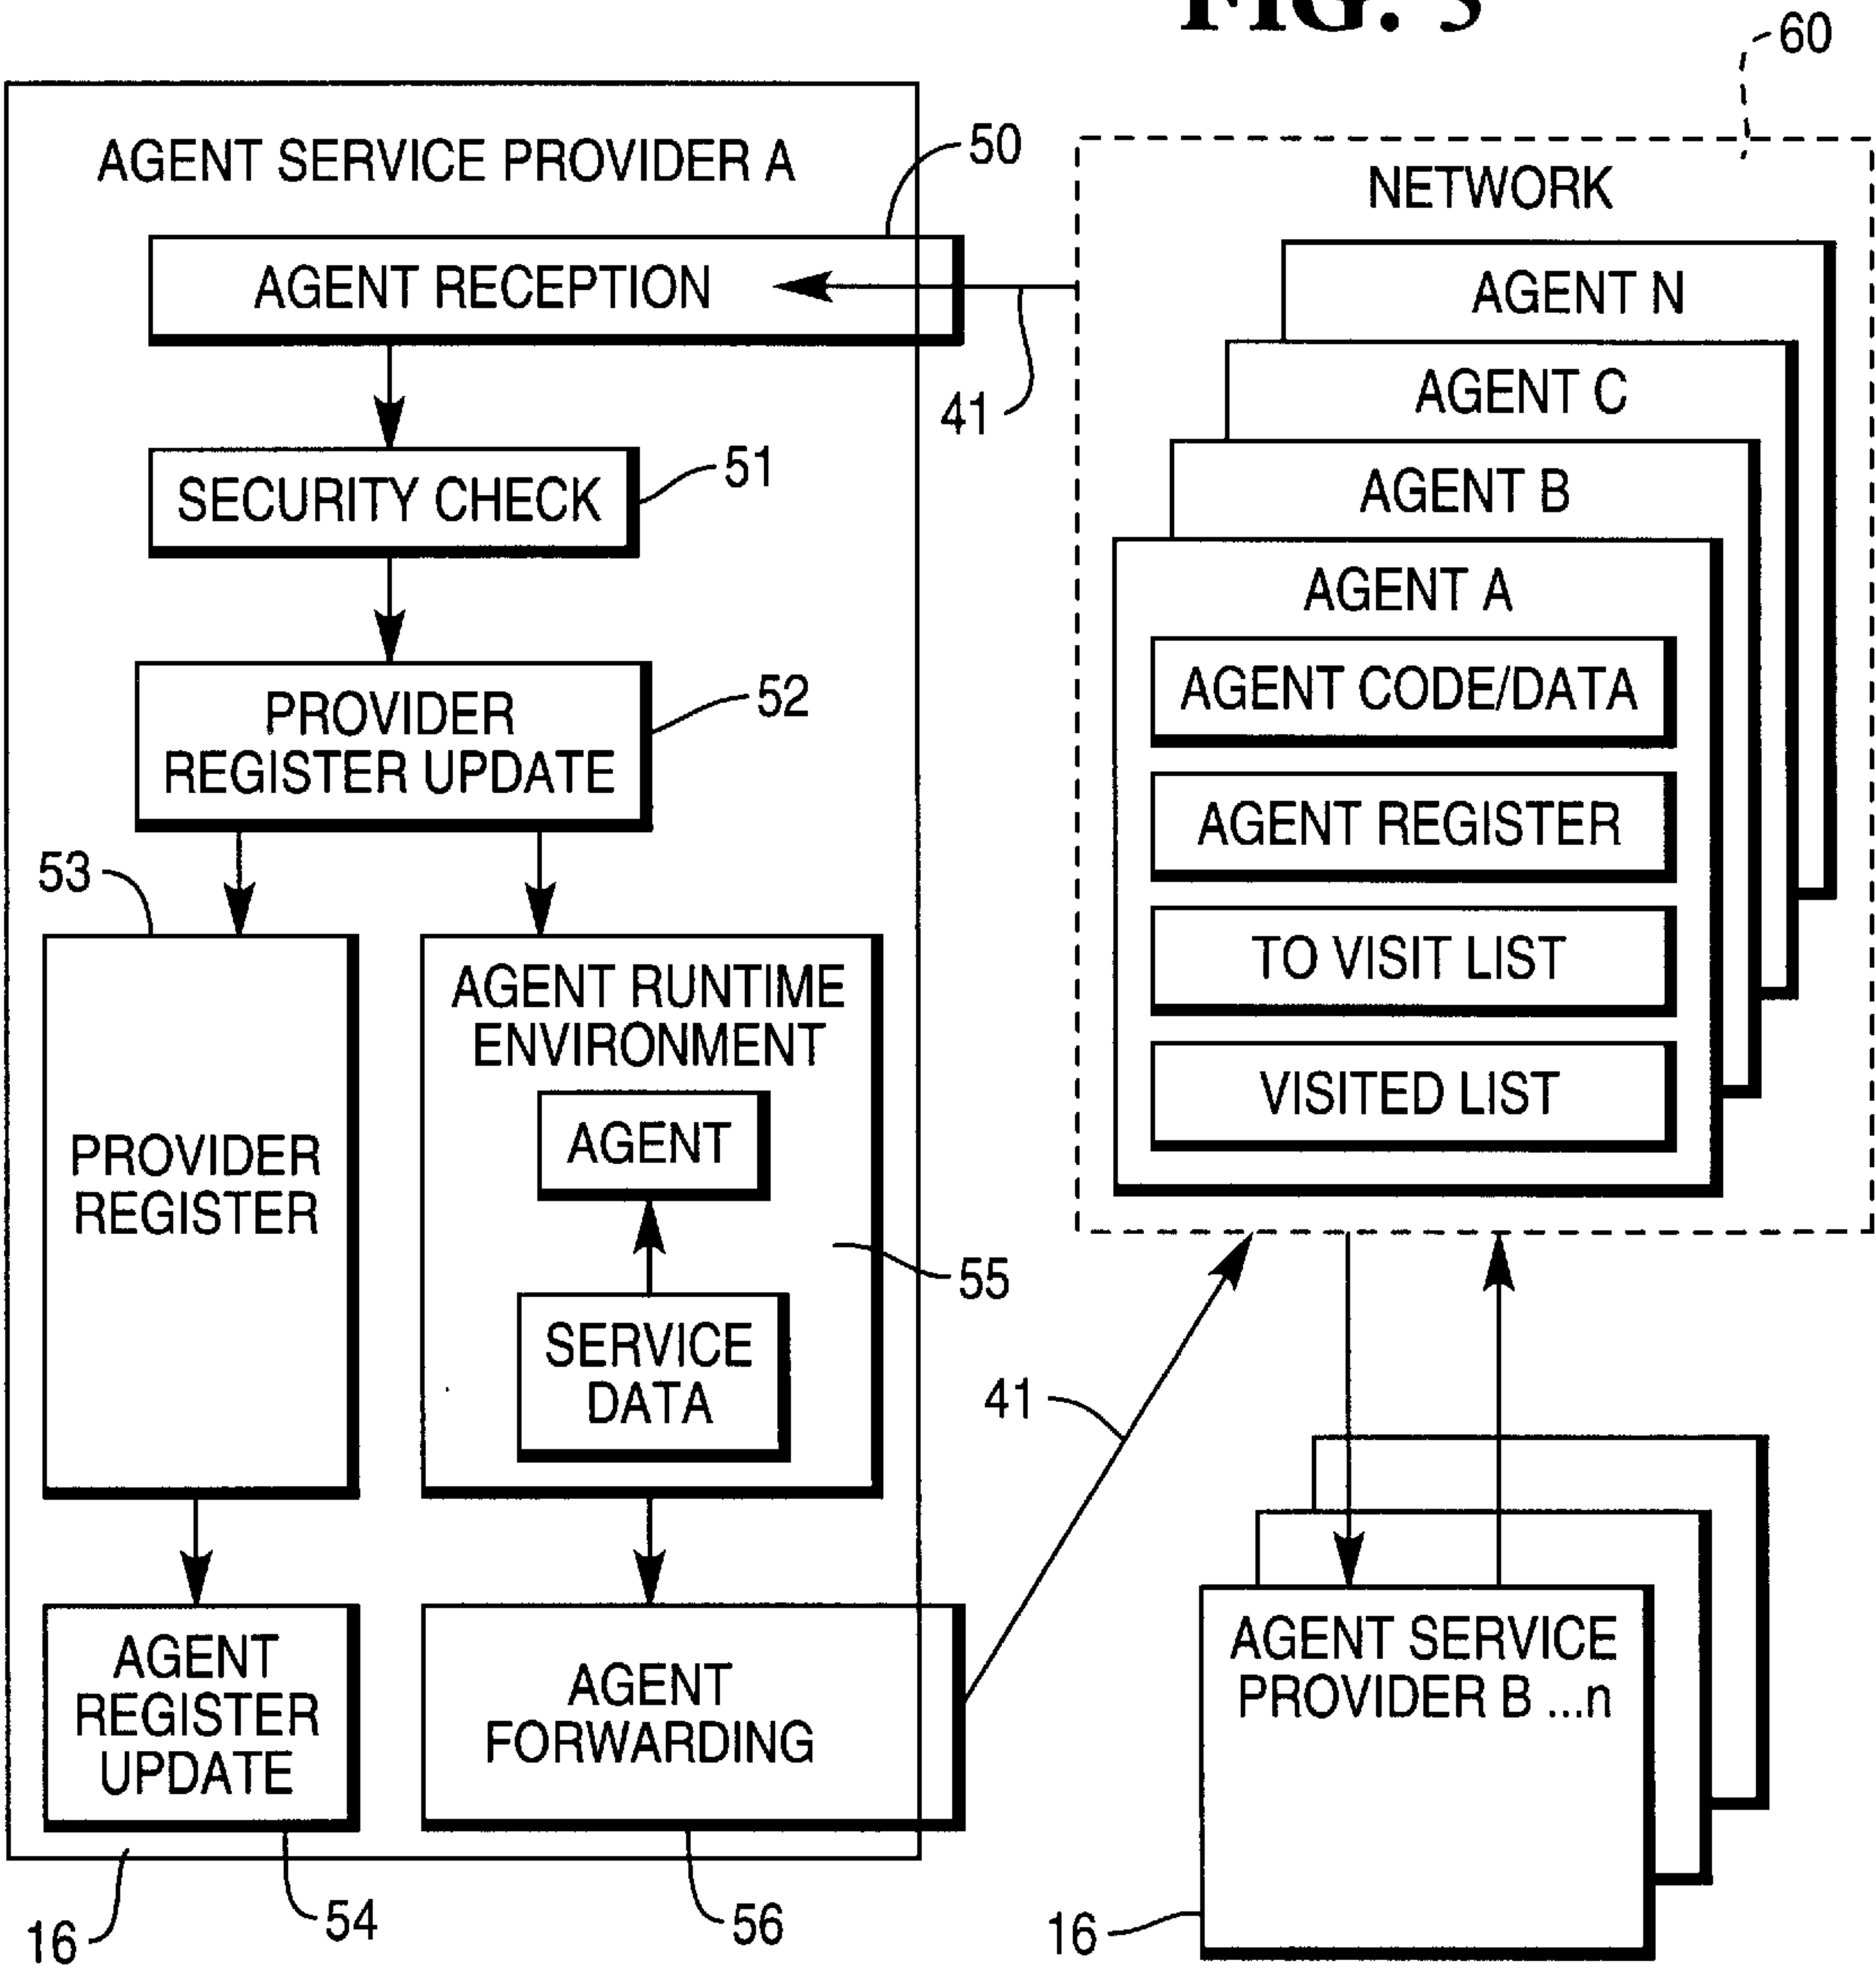 FIG. 3
60
AGENT SERVICE PROVIDER A
50
NETWORK
AGENT RECEPTION
41
AGENT N
AGENT C
AGENT B
AGENT A
SECURITY CHECK
51
AGENT CODE/DATA
PROVIDER
REGISTER UPDATE
52
AGENT REGISTER
53
TO VISIT LIST
AGENT RUNTIME
ENVIRONMENT
VISITED LIST
AGENT
PROVIDER
REGISTER
55
SERVICE
DATA
41
AGENT
REGISTER
UPDATE
AGENT
FORWARDING
AGENT SERVICE
PROVIDER B ...n
16
54
56
16